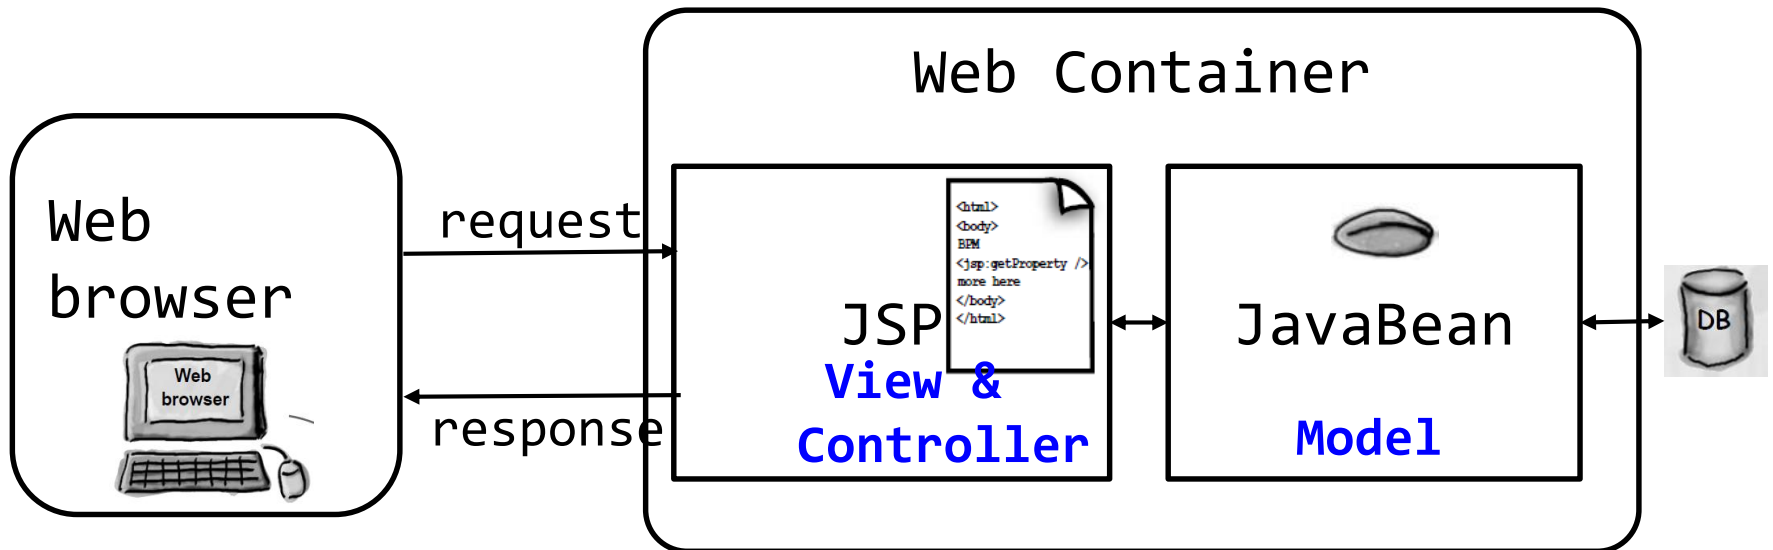 Web Container
Web
browser
Web
browser
request
response
<html>
<body>
BPM
<jsp:getProperty />
more here
</body>
</html>
JSP
View &
Controller
JavaBean
Model
DB